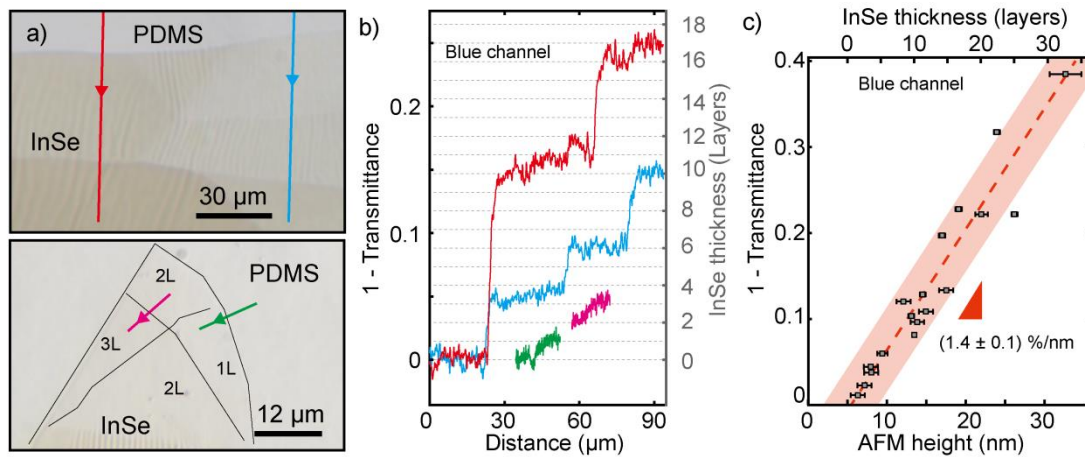 a)
PDMS
InSe
30 µm
2L
PDMS
3L
1L
2L
InSe
12 µm
b)
Blue channel
1 - Transmittance
0.2
0.1
0
0
30
60
90
Distance (µm)
18
16
14
12
10
8
6
4
2
0
InSe thickness (Layers)
c)
InSe thickness (layers)
0
10
20
30
Blue channel
1 - Transmittance
0.4
0.3
0.2
0.1
0
(1.4 ± 0.1) %/nm
0
10
20
30
AFM height (nm)